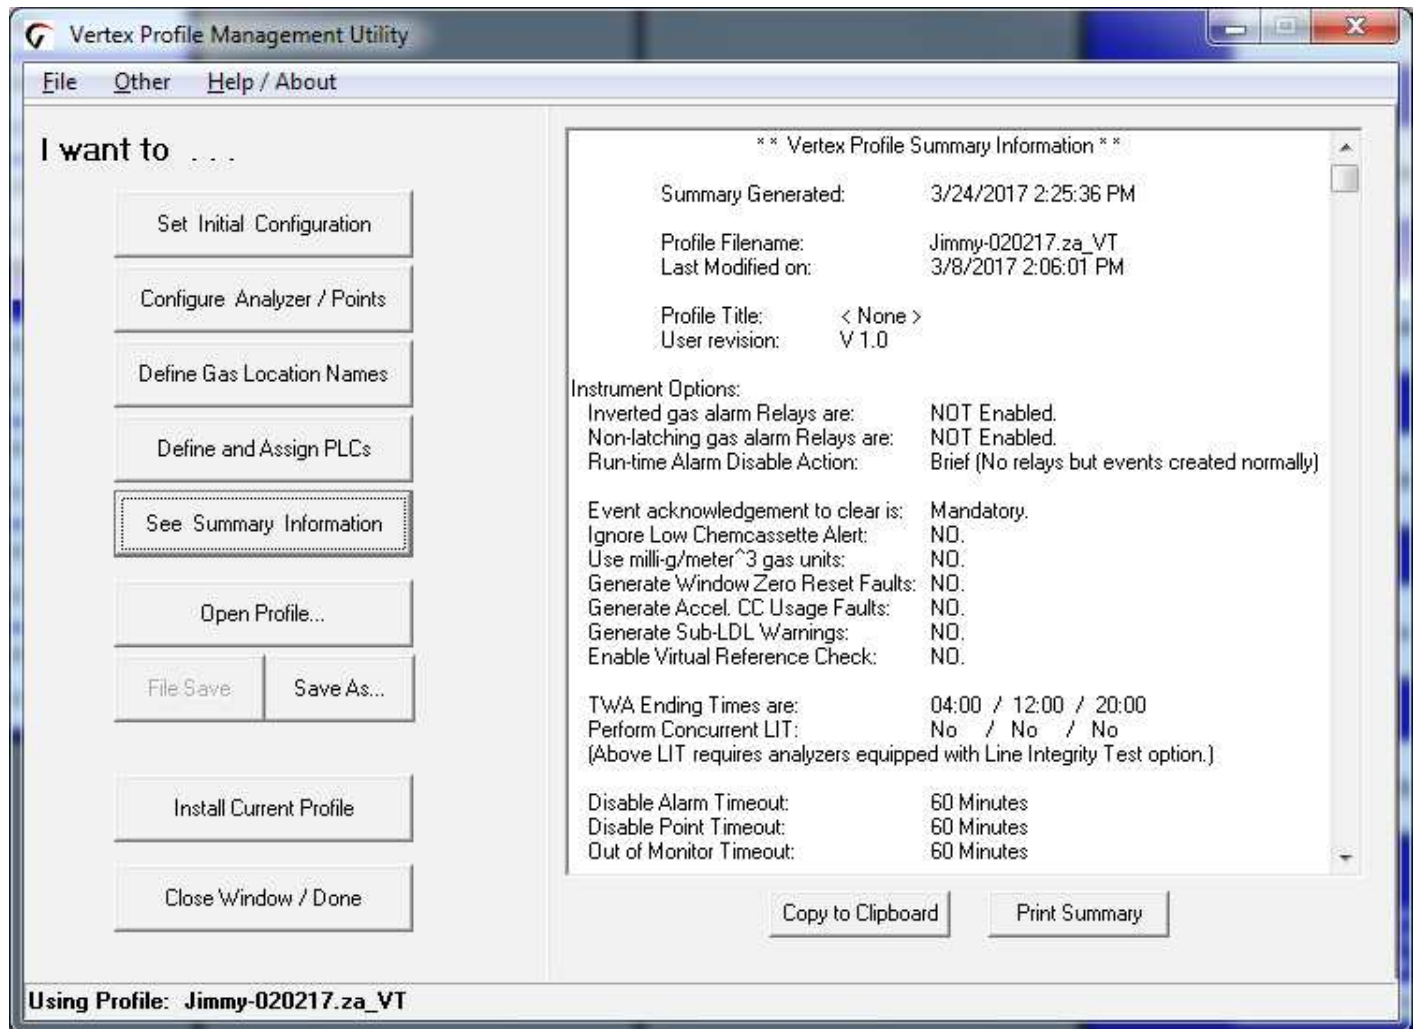 Vertex Profile Management Utility
File Other Help / About
I want to ...
Set Initial Configuration
Configure Analyzer / Points
Define Gas Location Names
Define and Assign PLCs
See Summary Information
Open Profile...
File Save Save As...
Install Current Profile
Close Window / Done
** Vertex Profile Summary Information **
Summary Generated: 3/24/2017 2:25:36 PM
Profile Filename: Jimmy-020217.za_VT
Last Modified on: 3/8/2017 2:06:01 PM
Profile Title: < None >
User revision: V 1.0
Instrument Options:
Inverted gas alarm Relays are: NOT Enabled.
Non-latching gas alarm Relays are: NOT Enabled.
Run-time Alarm Disable Action: Brief (No relays but events created normally)
Event acknowledgement to clear is: Mandatory.
Ignore Low Chemcassette Alert: NO.
Use milli-g/meter^3 gas units: NO.
Generate Window Zero Reset Faults: NO.
Generate Accel. CC Usage Faults: NO.
Generate Sub-LDL Warnings: NO.
Enable Virtual Reference Check: NO.
TWA Ending Times are: 04:00 / 12:00 / 20:00
Perform Concurrent LIT: No / No / No
(Above LIT requires analyzers equipped with Line Integrity Test option.)
Disable Alarm Timeout: 60 Minutes
Disable Point Timeout: 60 Minutes
Out of Monitor Timeout: 60 Minutes
Copy to Clipboard Print Summary
Using Profile: Jimmy-020217.za_VT